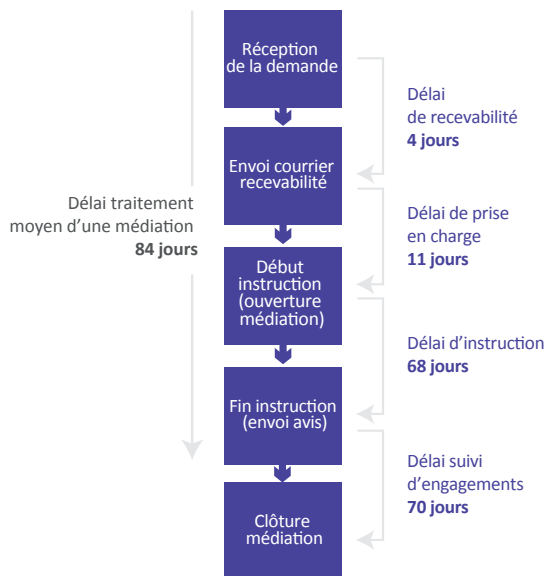 Réception
de la demande
Délai
de recevabilité
4 jours
Envoi courrier
recevabilité
Délai traitement
moyen d'une médiation
84 jours
Délai de prise
en charge
11 jours
Début
instruction
(ouverture
médiation)
Délai d'instruction
68 jours
Fin instruction
(envoi avis)
Délai suivi
d'engagements
70 jours
Clôture
médiation